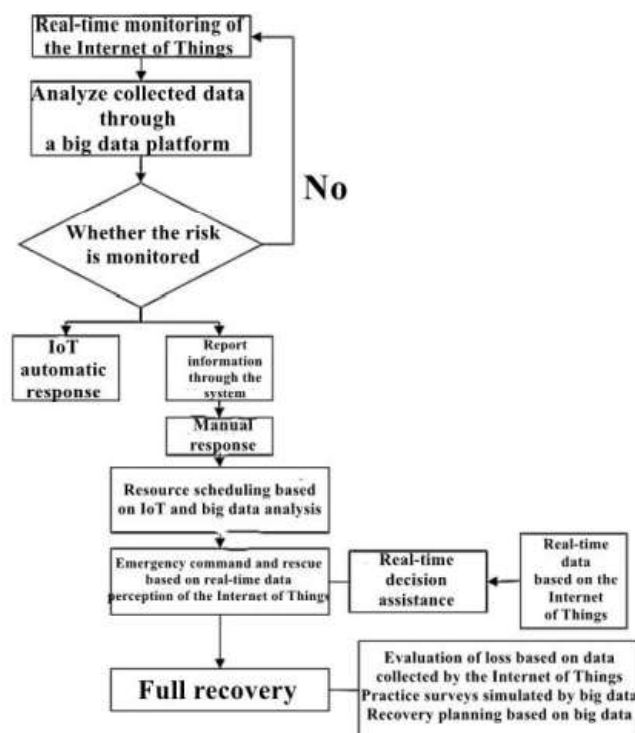 Real-time monitoring of
the Internet of Things
Analyze collected data
through
a big data platform
No
Whether the risk
is monitored
IoT
automatic
response
Report
information
through the
system
Manual
response
Resource scheduling based
on IoT and big data analysis
Emergency command and rescue
based on real-time data
perception of the Internet of Things
Real-time
decision
assistance
Real-time
data
based on the
Internet
of Things
Full recovery
Evaluation of loss based on data
collected by the Internet of Things
Practice surveys simulated by big data
Recovery planning based on big data